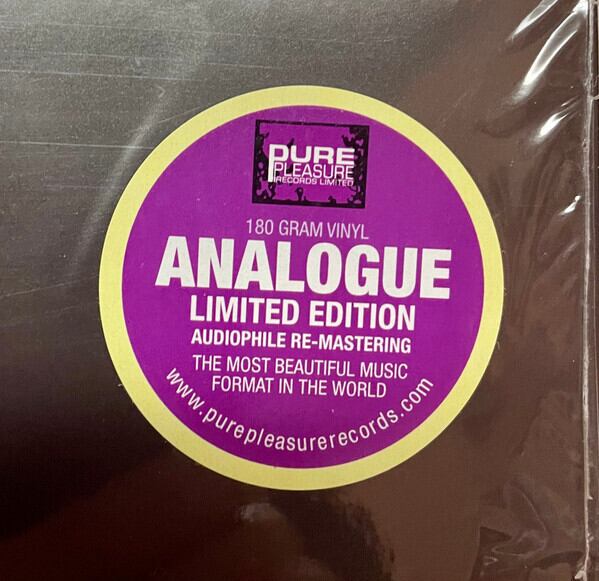 PURE
PLEASURE
RECORDS LIMITED
180 GRAM VINYL
ANALOGUE
LIMITED EDITION
AUDIOPHILE RE-MASTERING
THE MOST BEAUTIFUL MUSIC
FORMAT IN THE WORLD
www.purepleasurerecords.com